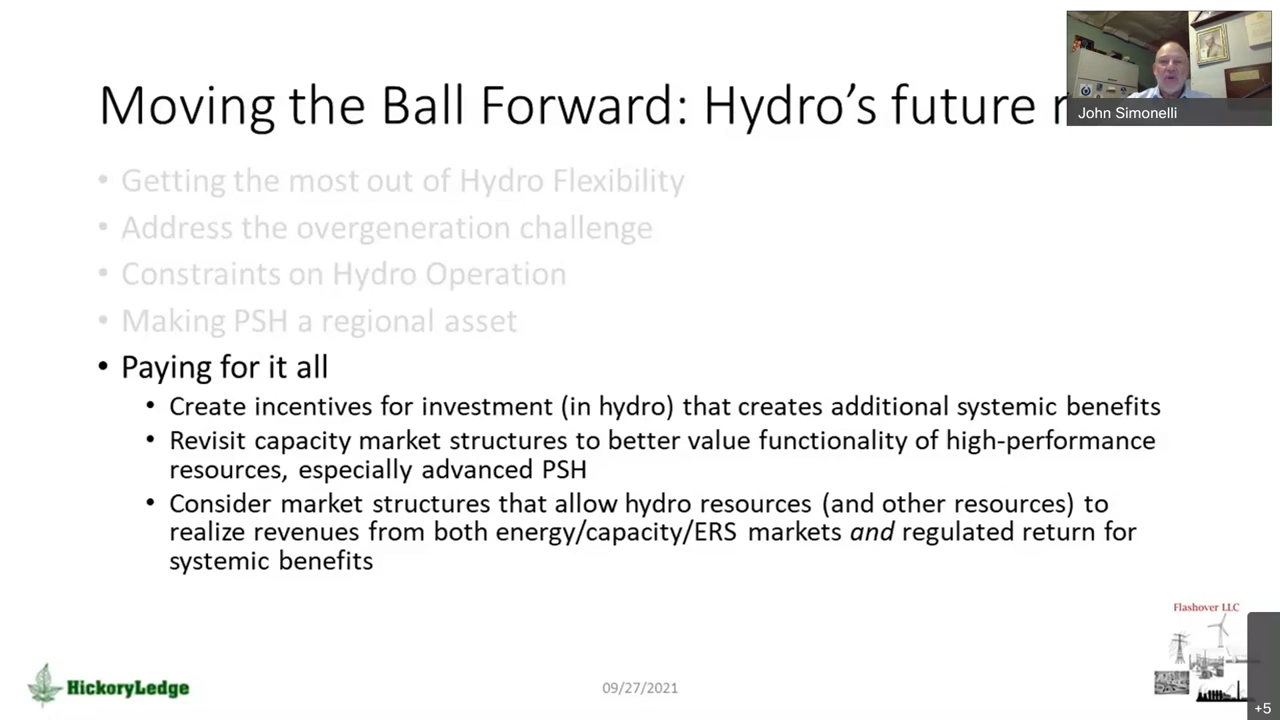 Moving the Ball Forward: Hydro's future
John Simonelli
• Getting the most out of Hydro Flexibility
• Address the overgeneration challenge
• Constraints on Hydro Operation
• Making PSH a regional asset
• Paying for it all
• Create incentives for investment (in hydro) that creates additional systemic benefits
• Revisit capacity market structures to better value functionality of high-performance
resources, especially advanced PSH
• Consider market structures that allow hydro resources (and other resources) to
realize revenues from both energy/capacity/ERS markets and regulated return for
systemic benefits
Flashover LLC
HickoryLedge
09/27/2021
+5